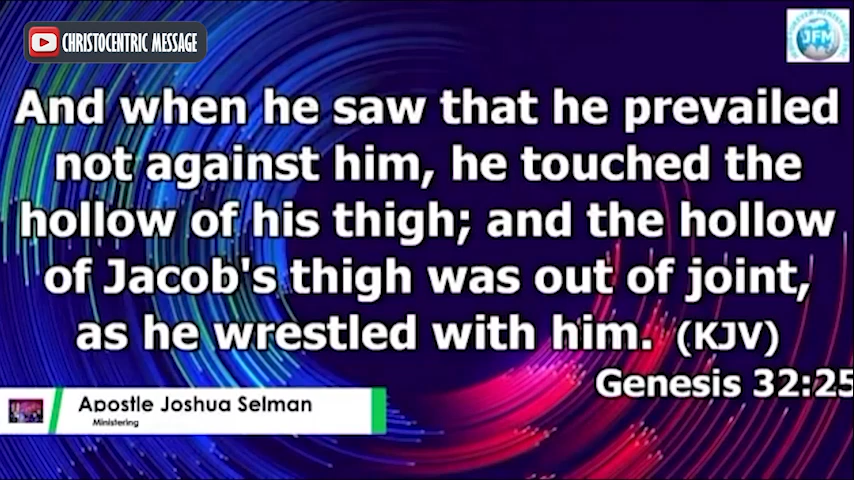 CHRISTOCENTRIC MESSAGE
JFM
And when he saw that he prevailed
not against him, he touched the
hollow of his thigh; and the hollow
of Jacob's thigh was out of joint,
as he wrestled with him. (KJV)
Genesis 32:25
Apostle Joshua Selman
Ministering